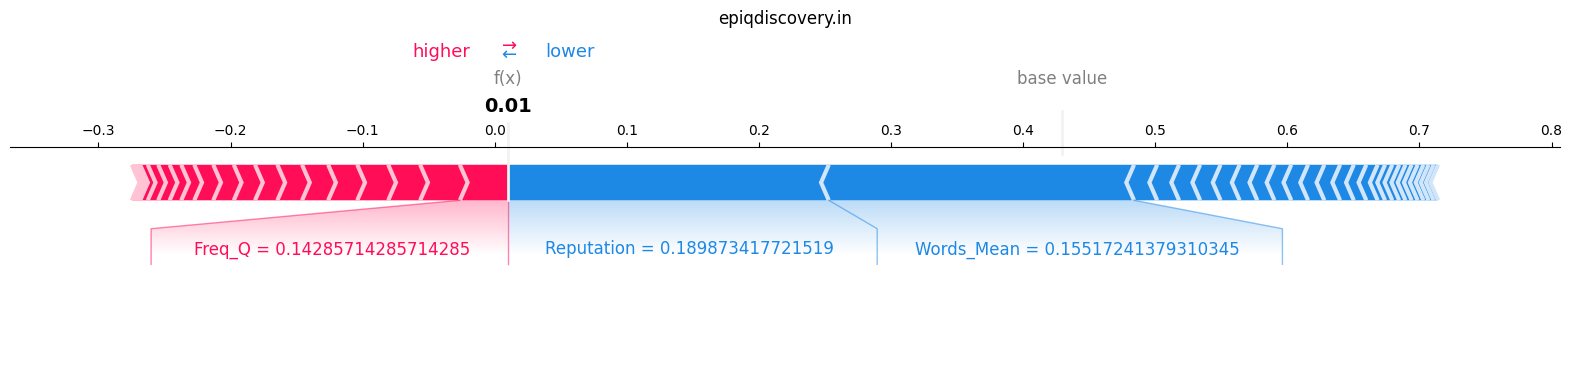 epiqdiscovery.in
higher ⇄ lower
f(x) base value
0.01
−0.3 −0.2 −0.1 0.0 0.1 0.2 0.3 0.4 0.5 0.6 0.7 0.8
Freq_Q = 0.14285714285714285 Reputation = 0.189873417721519 Words_Mean = 0.15517241379310345